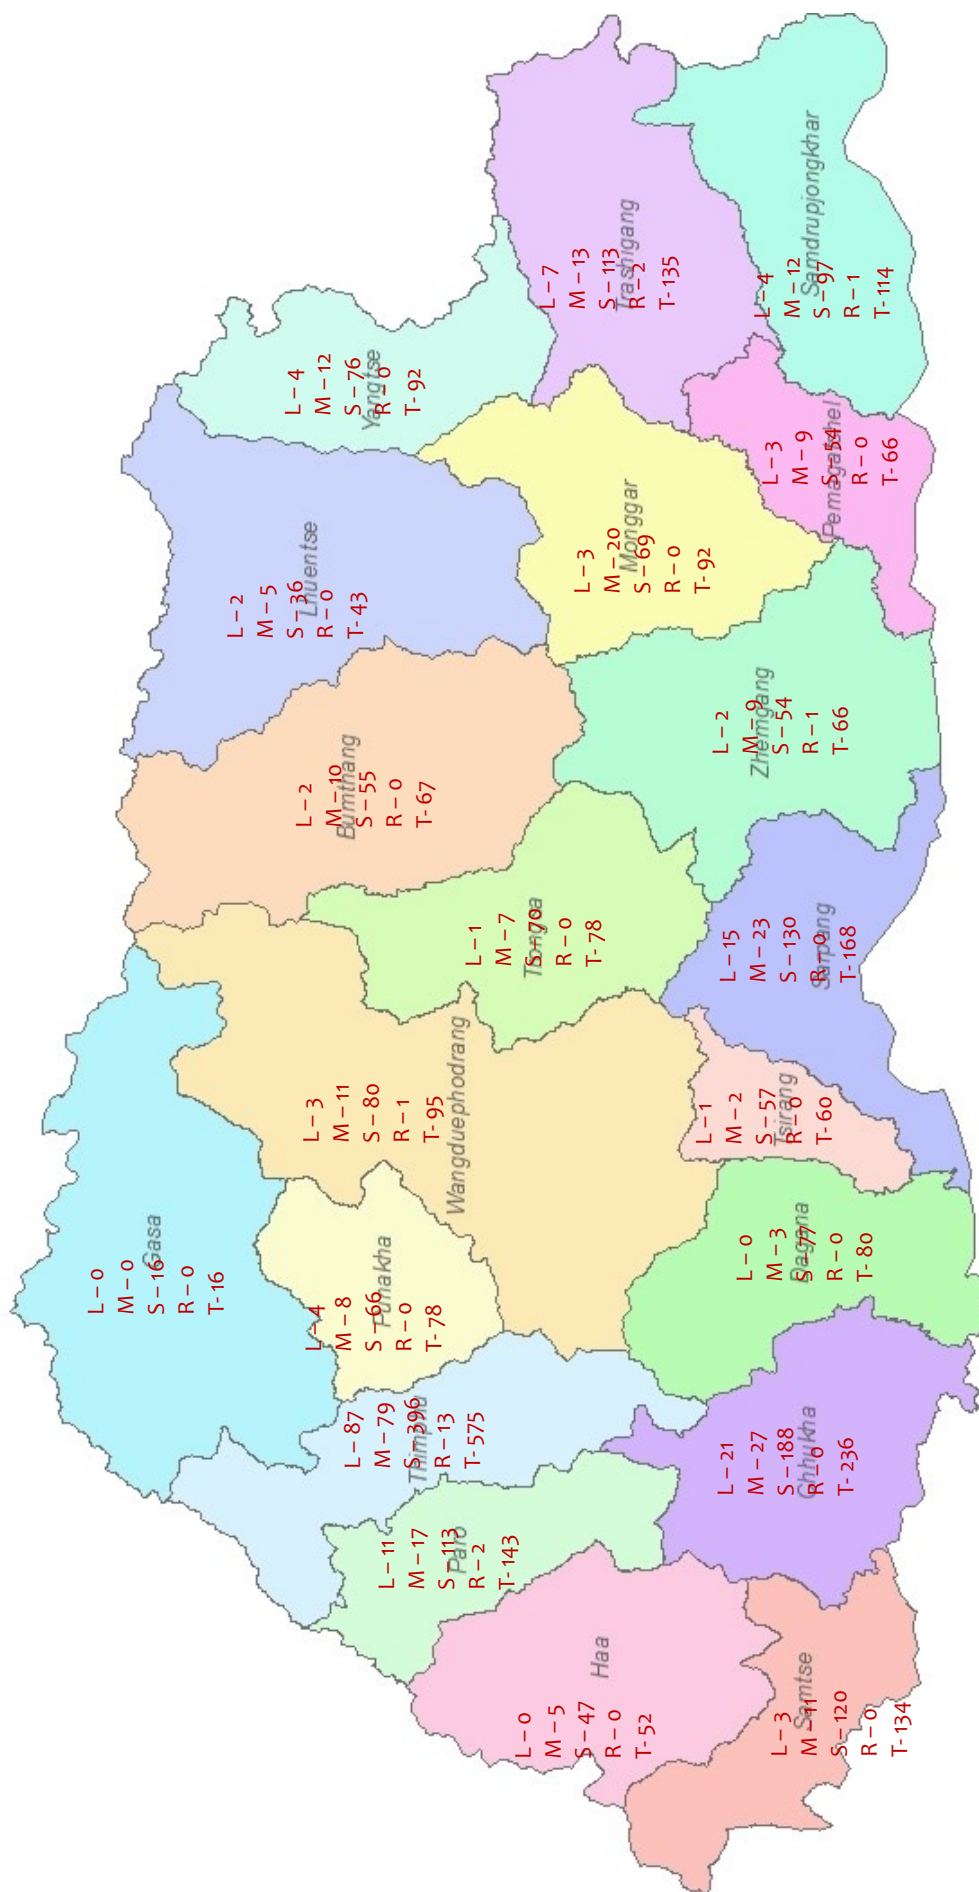 Gasa
L – 0
M – 0
S – 16
R – 0
T- 16
Lhuentse
L – 2
M – 5
S – 36
R – 0
T- 43
Yangtse
L – 4
M – 12
S – 76
R – 0
T- 92
Bumthang
L – 2
M – 10
S – 55
R – 0
T- 67
Punakha
L – 4
M – 8
S – 66
R – 0
T- 78
Wangduephodrang
L – 3
M – 11
S – 80
R – 1
T- 95
Thimphu
L – 87
M – 79
S – 396
R – 13
T- 575
Paro
L – 11
M – 17
S – 113
R – 2
T- 143
Trongsa
L – 1
M – 7
S – 70
R – 0
T- 78
Haa
L – 0
M – 5
S – 47
R – 0
T- 52
Monggar
L – 3
M – 20
S – 69
R – 0
T- 92
Trashigang
L – 7
M – 13
S – 113
R – 2
T- 135
Samtse
L – 3
M – 11
S – 120
R – 0
T- 134
Chhukha
L – 21
M – 27
S – 188
R – 0
T- 236
Dagana
L – 0
M – 3
S – 77
R – 0
T- 80
Tsirang
L – 1
M – 2
S – 57
R – 0
T- 60
Sarpang
L – 15
M – 23
S – 130
R – 0
T- 168
Zhemgang
L – 2
M – 9
S – 54
R – 1
T- 66
Pemagatshel
L – 3
M – 9
S – 54
R – 0
T- 66
Samdrupjongkhar
L – 4
M – 12
S – 97
R – 1
T- 114